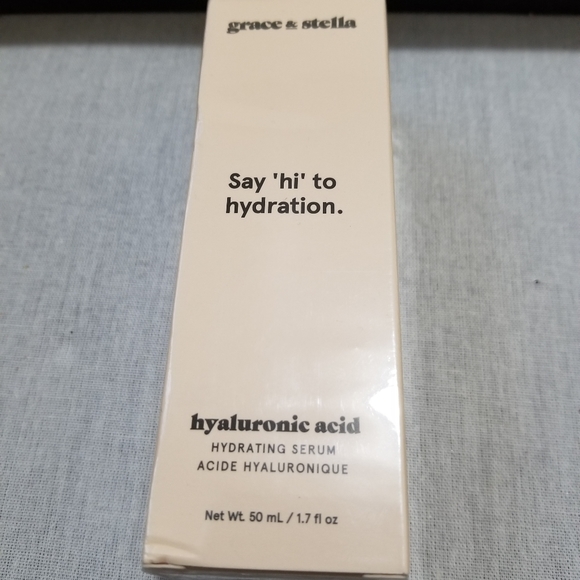 grace & stella
Say 'hi' to
hydration.
hyaluronic acid
HYDRATING SERUM
ACIDE HYALURONIQUE
Net Wt. 50 mL / 1.7 fl oz